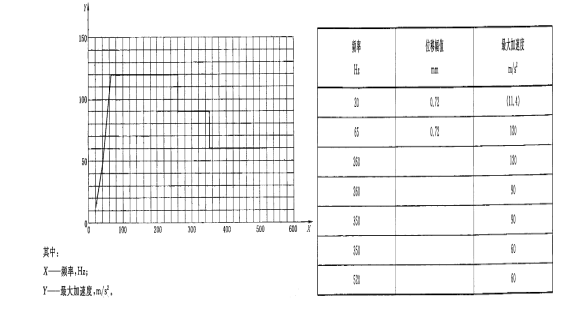 Y
150
100
50
0 100 200 300 400 500 600 X
其中:
X——频率,Hz;
Y——最大加速度,m/s²。
频率 位移幅值 最大加速度
Hz mm m/s²
20 0.72 (11.4)
65 0.72 120
260 120
260 90
350 90
350 60
520 60